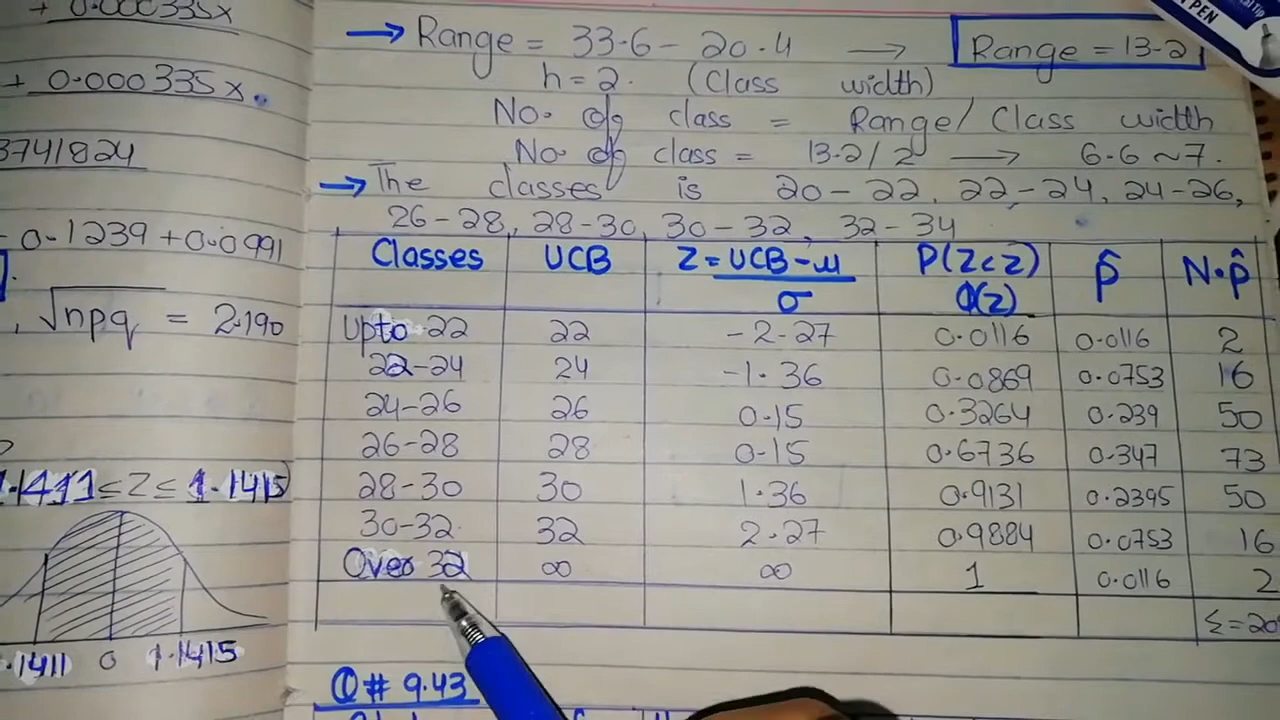 + 0.000335x
+ 0.000335x.
3741824
- 0.1239 + 0.0991
, √npq = 2.190
1.1411 ≤ Z ≤ 1.1415)
.1411 0 1.1415
PEN
→ Range = 33.6 - 20.4 → Range = 13.2
h = 2. (Class width)
No. of class = Range / Class width
No. of class = 13.2 / 2 → 6.6 ~ 7.
→ The classes is 20-22, 22-24, 24-26,
26-28, 28-30, 30-32, 32-34
Classes UCB Z = UCB-μ/σ P(Z<z) Φ(z) p̂ N.p̂
Upto 22 22 -2.27 0.0116 0.0116 2
22-24 24 -1.36 0.0869 0.0753 16
24-26 26 0.15 0.3264 0.239 50
26-28 28 0.15 0.6736 0.347 73
28-30 30 1.36 0.9131 0.2395 50
30-32 32 2.27 0.9884 0.0753 16
Over 32 ∞ ∞ 1 0.0116 2
Σ=20
Q # 9.43